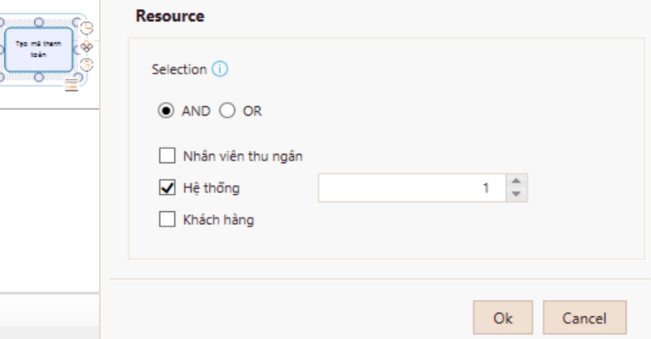 Resource
Tạo mã thanh
toán
Selection
AND OR
Nhân viên thu ngân
Hệ thống 1
Khách hàng
Ok Cancel